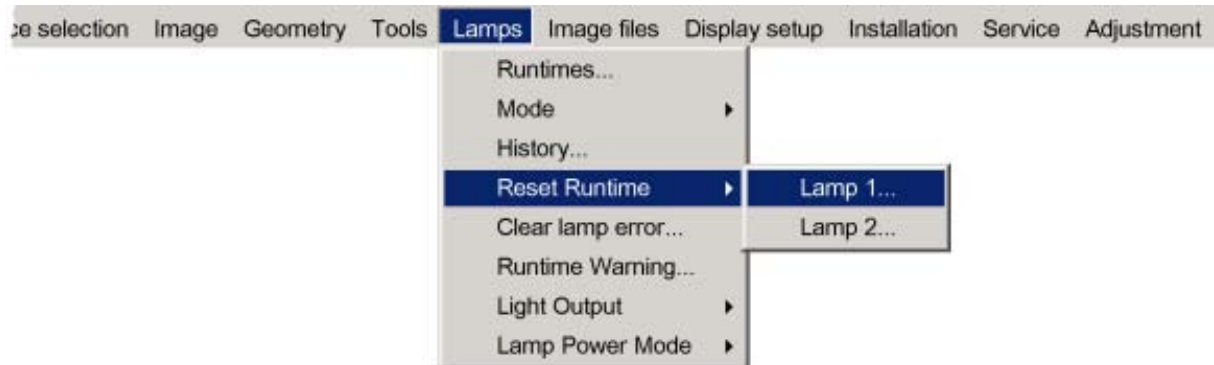 ce selection Image Geometry Tools Lamps Image files Display setup Installation Service Adjustment
Runtimes...
Mode
History...
Reset Runtime Lamp 1...
Clear lamp error... Lamp 2...
Runtime Warning...
Light Output
Lamp Power Mode